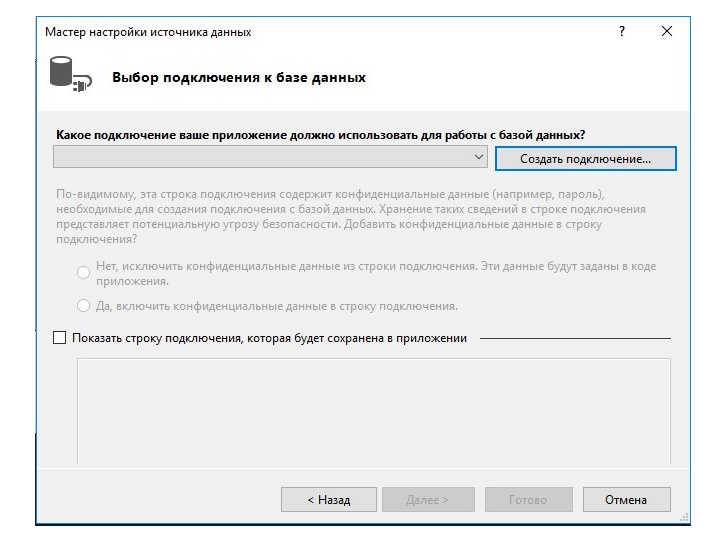 Мастер настройки источника данных
?
Выбор подключения к базе данных
Какое подключение ваше приложение должно использовать для работы с базой данных?
Создать подключение...
По-видимому, эта строка подключения содержит конфиденциальные данные (например, пароль),
необходимые для создания подключения с базой данных. Хранение таких сведений в строке подключения
представляет потенциальную угрозу безопасности. Добавить конфиденциальные данные в строку
подключения?
Нет, исключить конфиденциальные данные из строки подключения. Эти данные будут заданы в коде
приложения.
Да, включить конфиденциальные данные в строку подключения.
Показать строку подключения, которая будет сохранена в приложении
< Назад
Далее >
Готово
Отмена